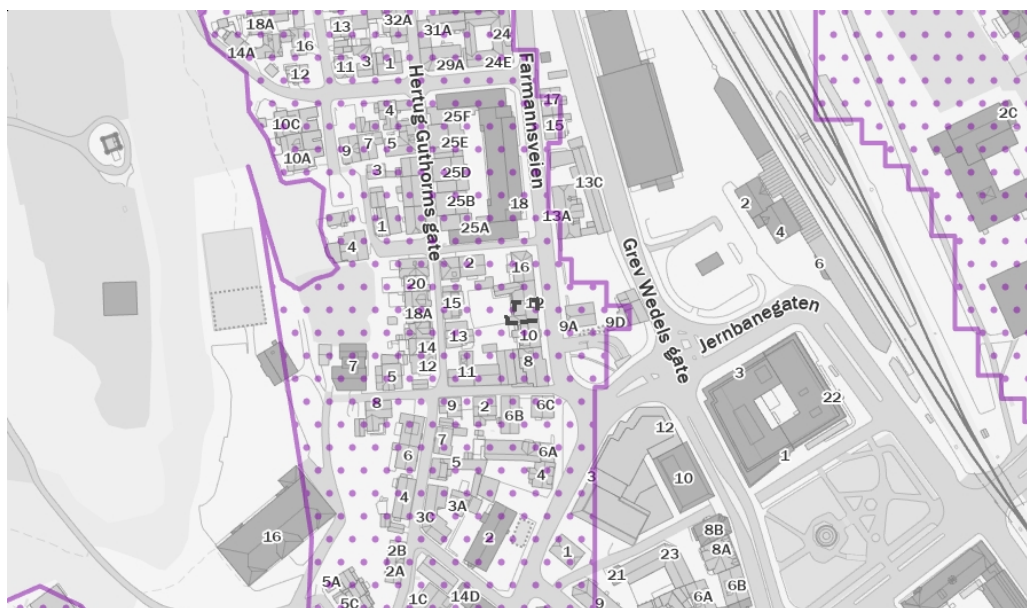 18A
13
32A
31A
24
16
14A
11
3
1
29A
24E
12
Hertug Guthorms gate
Farmannsveien
17
15
10C
4
25F
2C
10A
9
7
5
25E
3
25D
13C
25B
18
13A
1
25A
2
4
4
2
16
6
20
15
12
18A
9A
9D
Grev Wedels gate
Jernbanegaten
13
10
14
12
8
3
7
5
11
22
8
9
2
6B
6C
12
6
7
6A
1
5
4
3
10
4
3A
3C
2
8B
16
2B
1
23
8A
2A
21
5A
6B
5C
1C
14D
9
6A